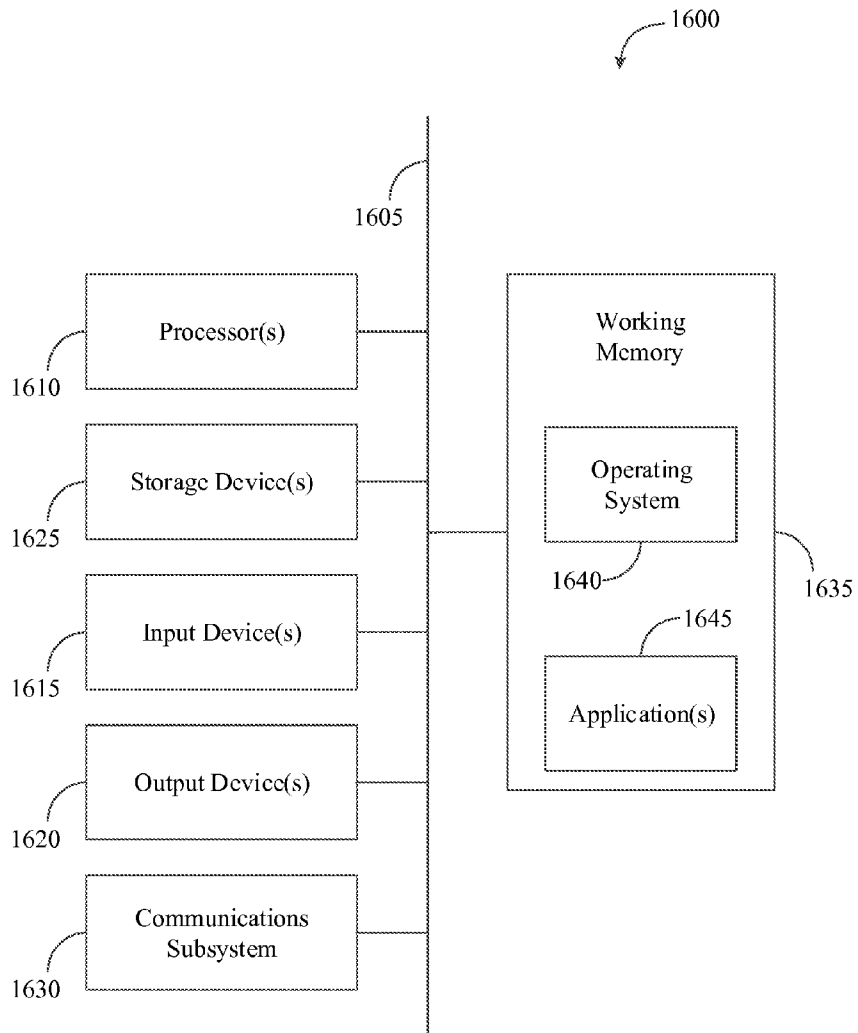 1600
1605
Processor(s)
1610
Storage Device(s)
1625
Input Device(s)
1615
Output Device(s)
1620
Communications
Subsystem
1630
Working
Memory
Operating
System
1640
1635
1645
Application(s)